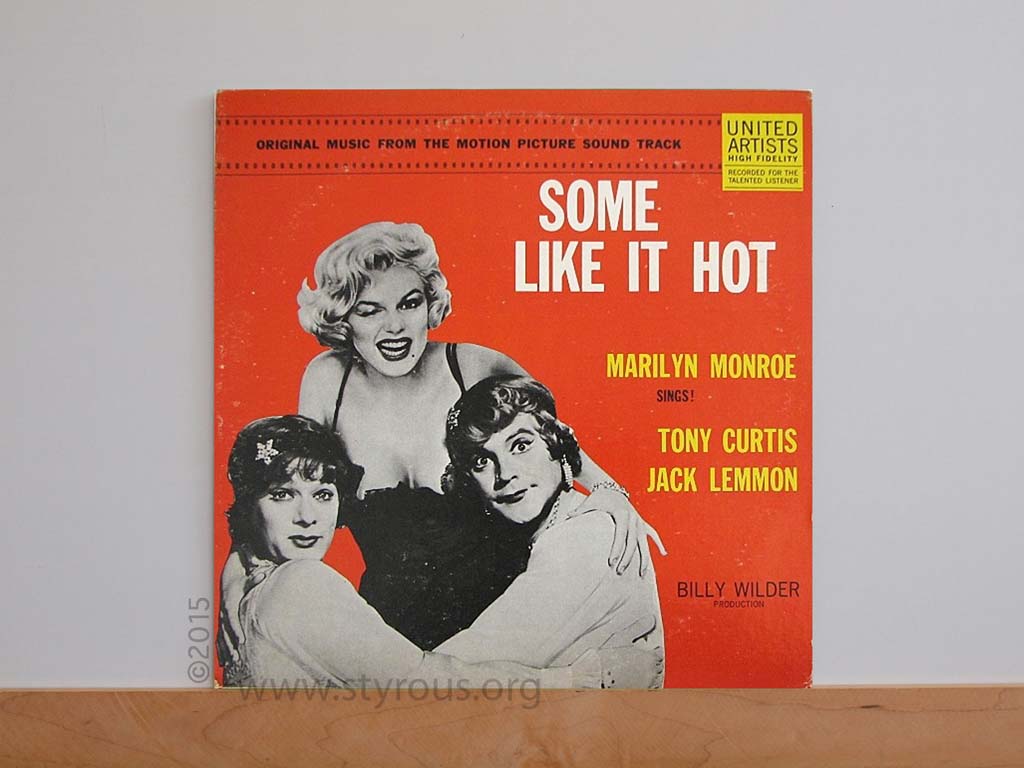 ORIGINAL MUSIC FROM THE MOTION PICTURE SOUND TRACK
UNITED
ARTISTS
HIGH FIDELITY
RECORDED FOR THE
TALENTED LISTENER
SOME
LIKE IT HOT
MARILYN MONROE
SINGS!
TONY CURTIS
JACK LEMMON
BILLY WILDER
PRODUCTION
©2015
www.styrous.org